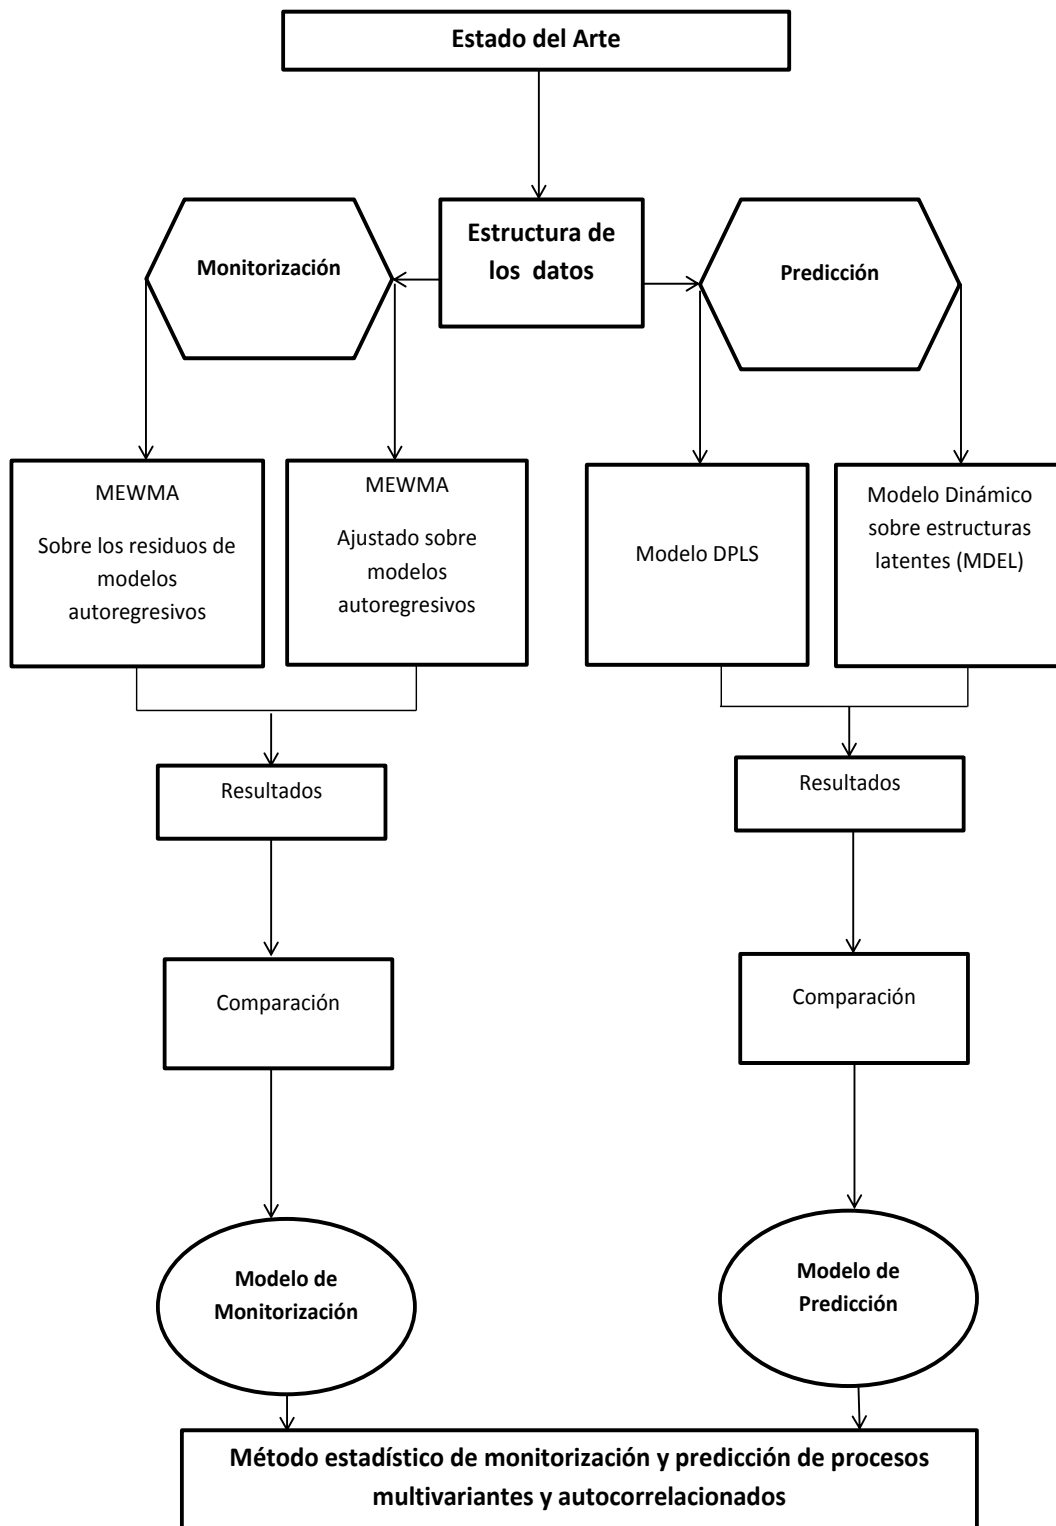 Estado del Arte
Estructura de
los datos
Monitorización
Predicción
MEWMA
Sobre los residuos de
modelos
autoregresivos
MEWMA
Ajustado sobre
modelos
autoregresivos
Modelo DPLS
Modelo Dinámico
sobre estructuras
latentes (MDEL)
Resultados
Resultados
Comparación
Comparación
Modelo de
Monitorización
Modelo de
Predicción
Método estadístico de monitorización y predicción de procesos
multivariantes y autocorrelacionados